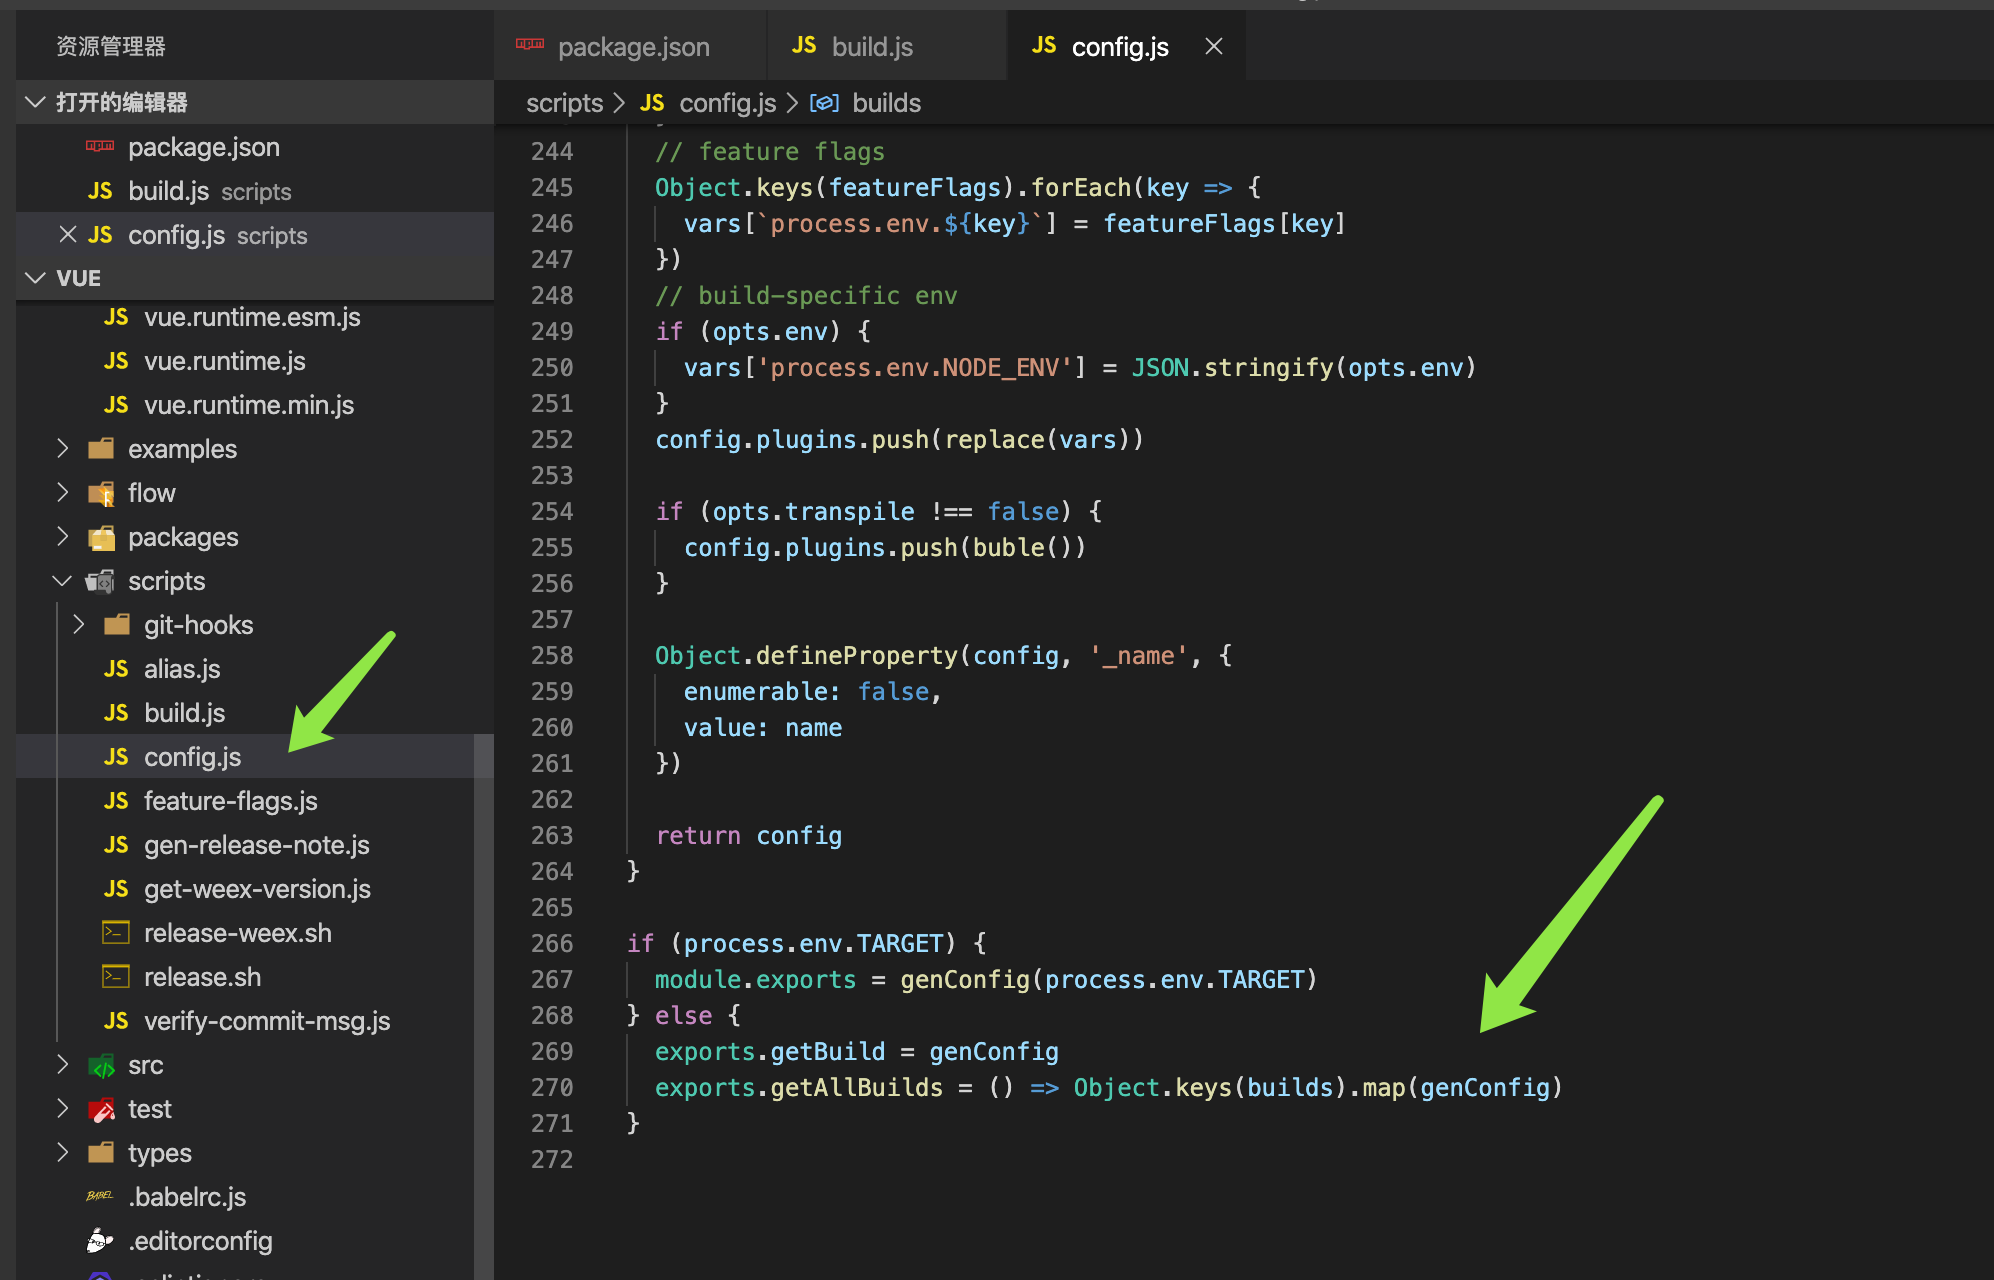 资源管理器
打开的编辑器
package.json
build.js scripts
config.js scripts
VUE
JS vue.runtime.esm.js
JS vue.runtime.js
JS vue.runtime.min.js
examples
flow
packages
scripts
git-hooks
JS alias.js
JS build.js
JS config.js
JS feature-flags.js
JS gen-release-note.js
JS get-weex-version.js
release-weex.sh
release.sh
JS verify-commit-msg.js
src
test
types
BABEL .babelrc.js
.editorconfig
package.json
JS build.js
JS config.js
scripts > JS config.js > builds
244 // feature flags
245 Object.keys(featureFlags).forEach(key => {
246 vars[`process.env.${key}`] = featureFlags[key]
247 })
248 // build-specific env
249 if (opts.env) {
250 vars['process.env.NODE_ENV'] = JSON.stringify(opts.env)
251 }
252 config.plugins.push(replace(vars))
253
254 if (opts.transpile !== false) {
255 config.plugins.push(buble())
256 }
257
258 Object.defineProperty(config, '_name', {
259 enumerable: false,
260 value: name
261 })
262
263 return config
264 }
265
266 if (process.env.TARGET) {
267 module.exports = genConfig(process.env.TARGET)
268 } else {
269 exports.getBuild = genConfig
270 exports.getAllBuilds = () => Object.keys(builds).map(genConfig)
271 }
272